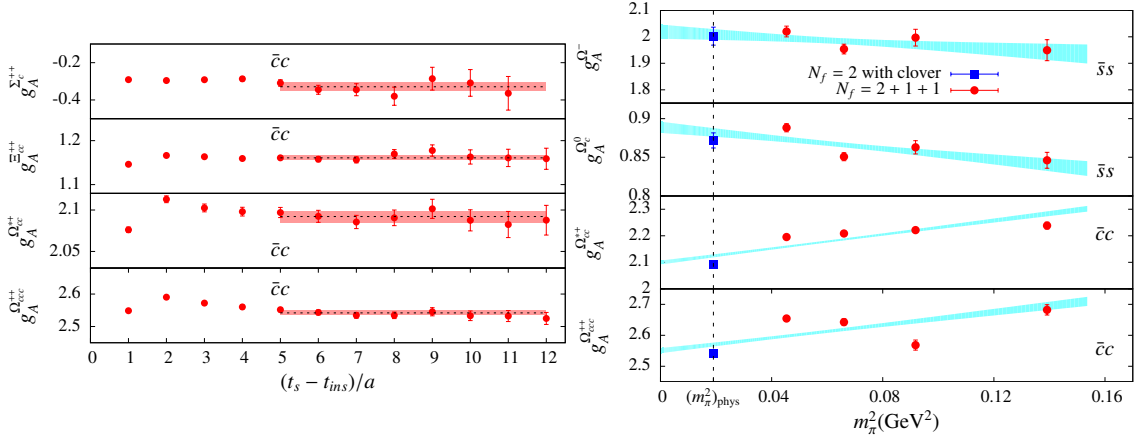 g_A^{Σ_c^{++}}
-0.2
-0.4
c̄c
g_A^{Ξ_{cc}^{++}}
1.16
1.1
c̄c
g_A^{Ω_{cc}^{*+}}
2.1
2.05
c̄c
g_A^{Ω_{ccc}^{++}}
2.6
2.5
c̄c
0 1 2 3 4 5 6 7 8 9 10 11 12
(t_s − t_{ins})/a
g_A^{Ω^-}
2.1
2
1.9
1.8
s̄s
N_f = 2 with clover
N_f = 2 + 1 + 1
g_A^{Ω_c^0}
0.9
0.85
0.8
s̄s
2.3
2.2
2.1
2
c̄c
g_A^{Ω_{ccc}^{++}}
2.7
2.6
2.5
c̄c
0 (m_π^2)_{phys} 0.04 0.08 0.12 0.16
m_π^2(GeV^2)